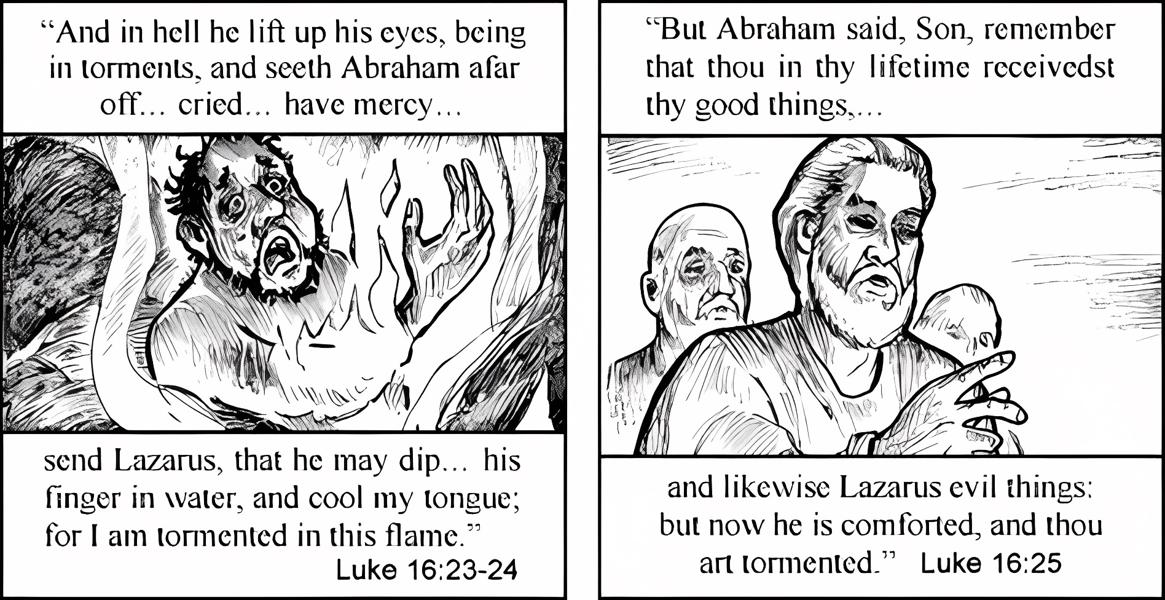 “And in hell he lift up his eyes, being
in torments, and seeth Abraham afar
off... cried... have mercy...
send Lazarus, that he may dip... his
finger in water, and cool my tongue;
for I am tormented in this flame.”
Luke 16:23-24
“But Abraham said, Son, remember
that thou in thy lifetime receivedst
thy good things,...
and likewise Lazarus evil things:
but now he is comforted, and thou
art tormented.” Luke 16:25